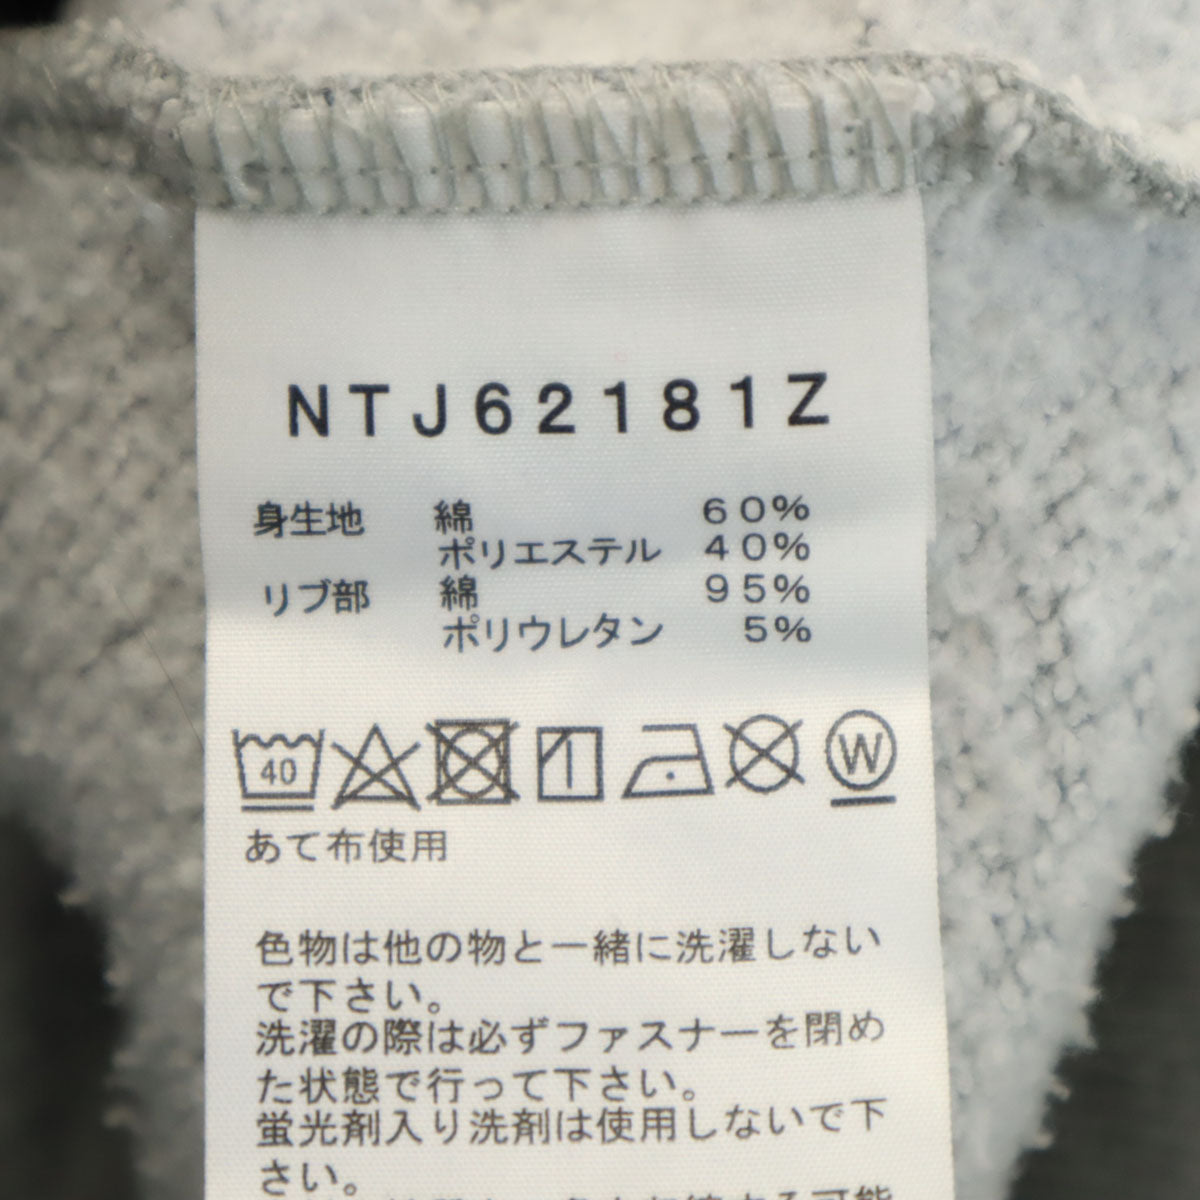 NTJ62181Z
身生地 綿 60%
ポリエステル 40%
リブ部 綿 95%
ポリウレタン 5%
40 W
あて布使用
色物は他の物と一緒に洗濯しない
で下さい。
洗濯の際は必ずファスナーを閉め
た状態で行って下さい。
蛍光剤入り洗剤は使用しないで下
さい。